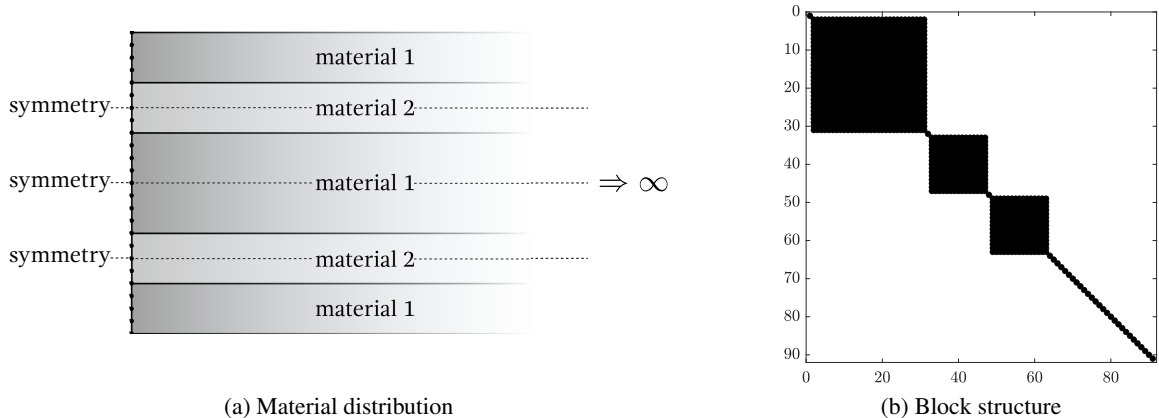 material 1
symmetry material 2
symmetry material 1 ⇒ ∞
symmetry material 2
material 1
(a) Material distribution
0
10
20
30
40
50
60
70
80
90
0 20 40 60 80
(b) Block structure